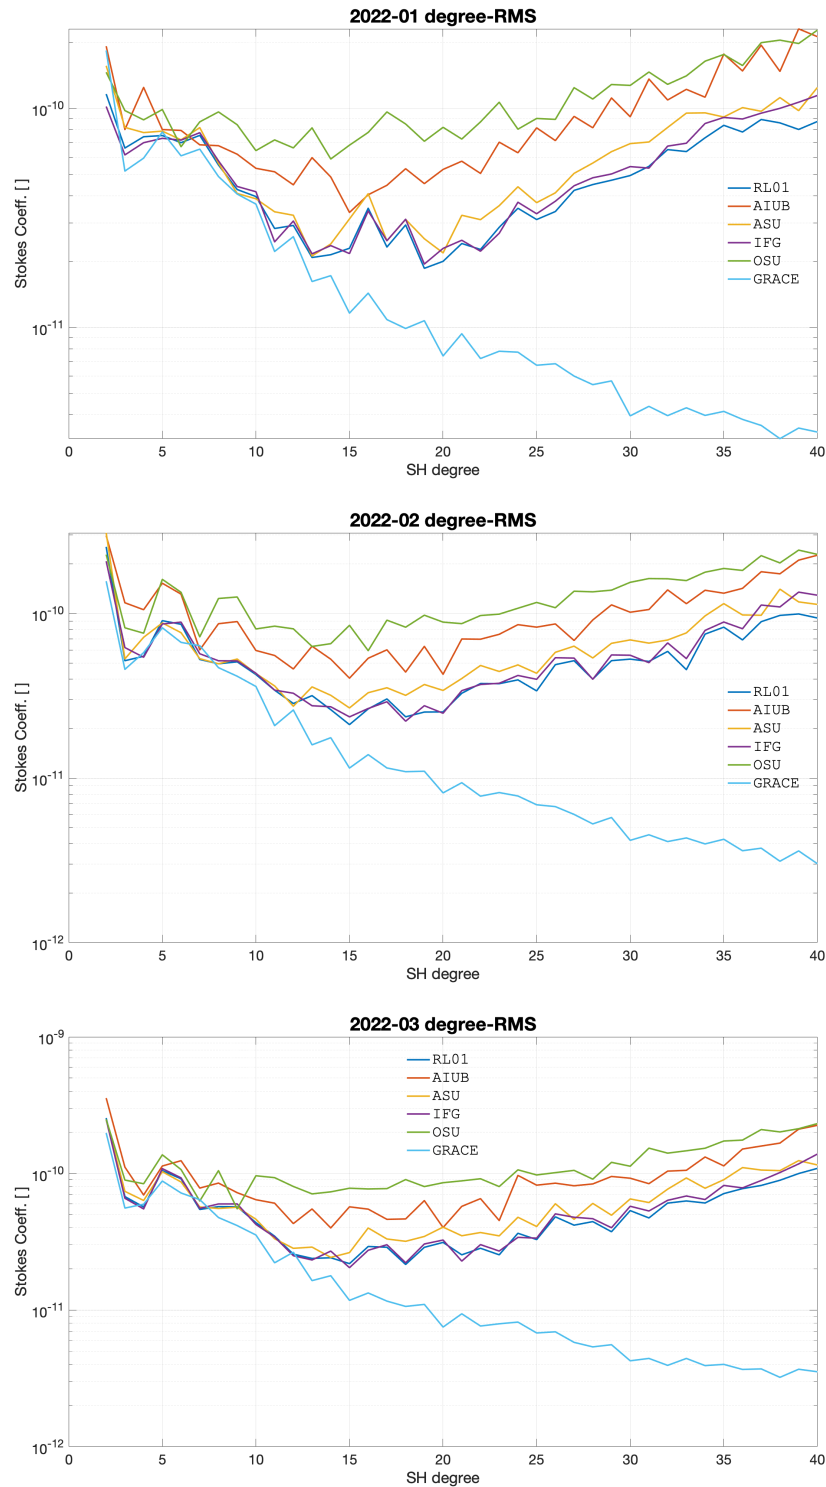 2022-01 degree-RMS
Stokes Coeff. [ ]
10^-10
10^-11
RL01
AIUB
ASU
IFG
OSU
GRACE
0 5 10 15 20 25 30 35 40
SH degree
2022-02 degree-RMS
Stokes Coeff. [ ]
10^-10
10^-11
10^-12
RL01
AIUB
ASU
IFG
OSU
GRACE
0 5 10 15 20 25 30 35 40
SH degree
2022-03 degree-RMS
Stokes Coeff. [ ]
10^-9
10^-10
10^-11
10^-12
RL01
AIUB
ASU
IFG
OSU
GRACE
0 5 10 15 20 25 30 35 40
SH degree